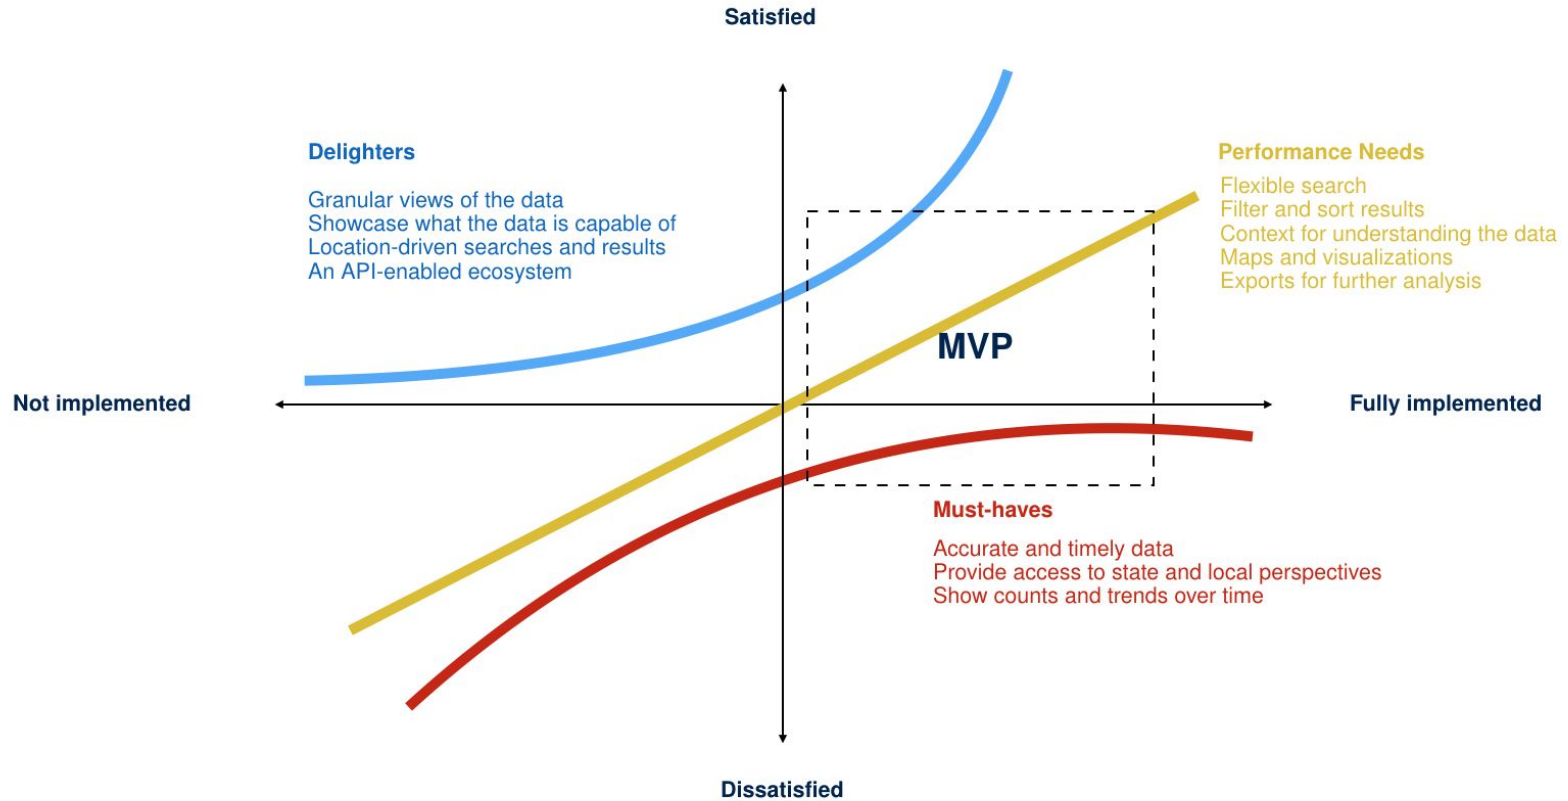 Satisfied
Delighters
Granular views of the data
Showcase what the data is capable of
Location-driven searches and results
An API-enabled ecosystem
Performance Needs
Flexible search
Filter and sort results
Context for understanding the data
Maps and visualizations
Exports for further analysis
MVP
Not implemented
Fully implemented
Must-haves
Accurate and timely data
Provide access to state and local perspectives
Show counts and trends over time
Dissatisfied